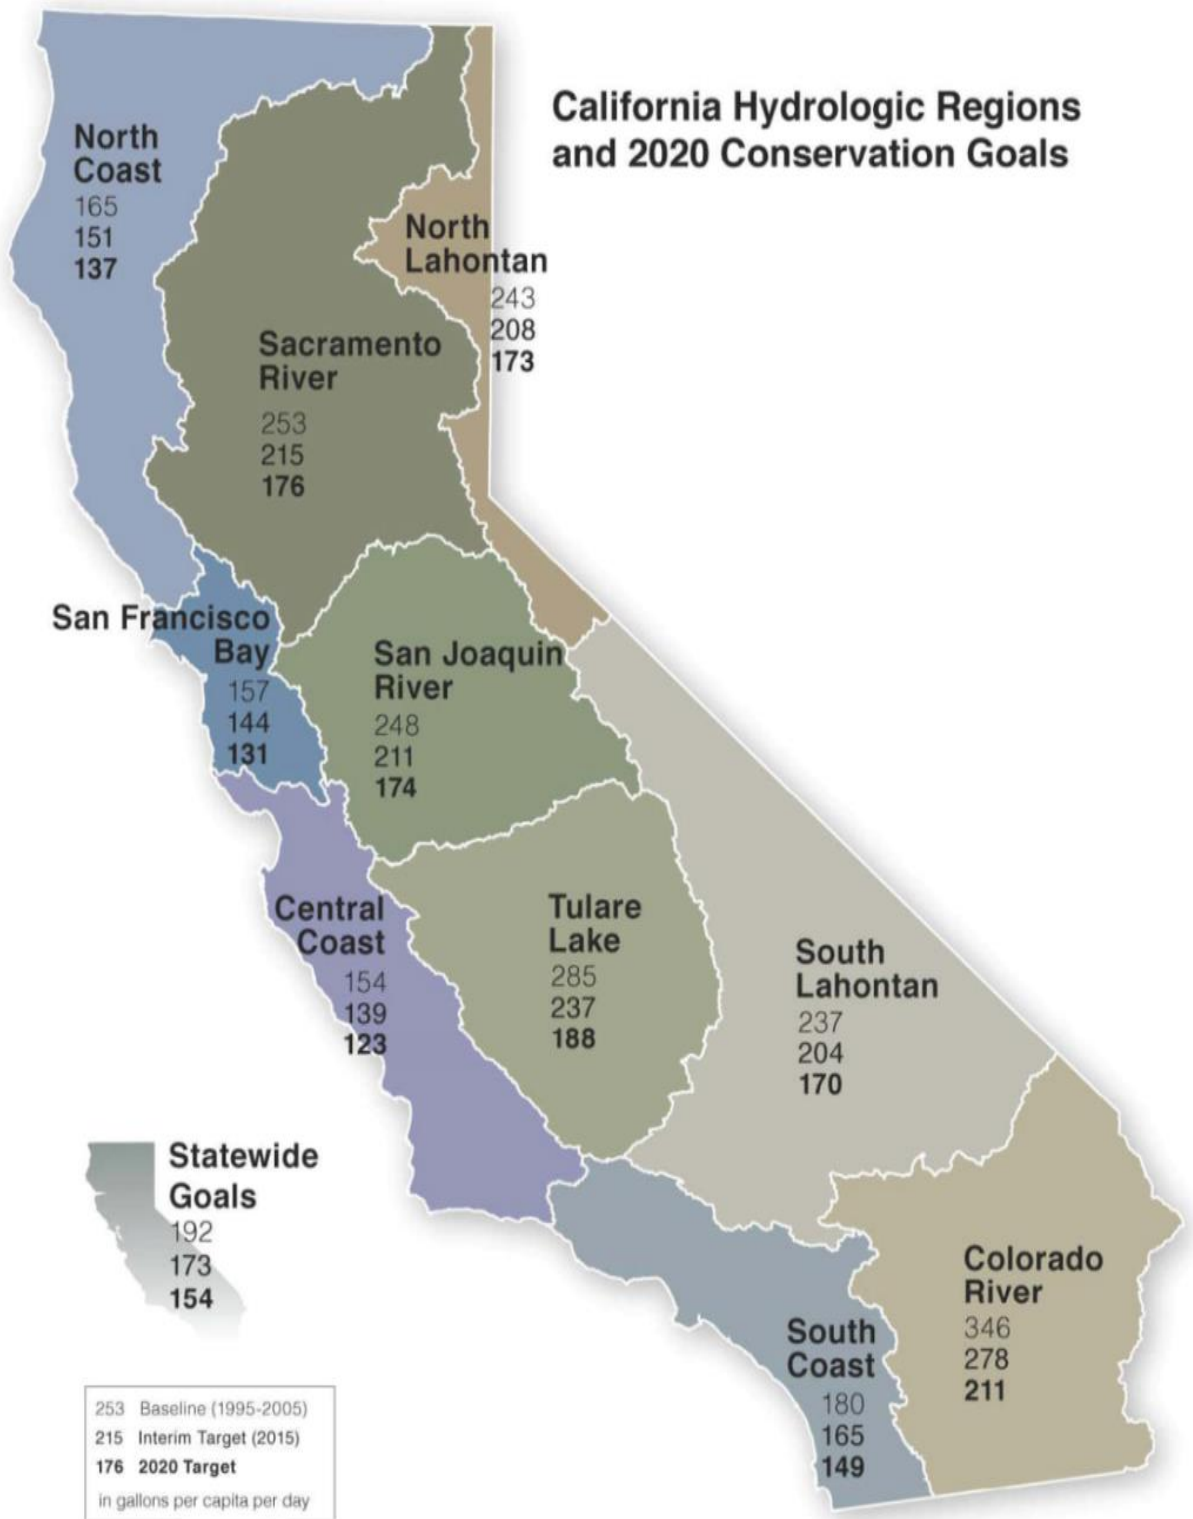 California Hydrologic Regions
and 2020 Conservation Goals
North
Coast
165
151
137
North
Lahontan
243
208
173
Sacramento
River
253
215
176
San Francisco
Bay
157
144
131
San Joaquin
River
248
211
174
Central
Coast
154
139
123
Tulare
Lake
285
237
188
South
Lahontan
237
204
170
Statewide
Goals
192
173
154
Colorado
River
346
278
211
South
Coast
180
165
149
253 Baseline (1995-2005)
215 Interim Target (2015)
176 2020 Target
in gallons per capita per day